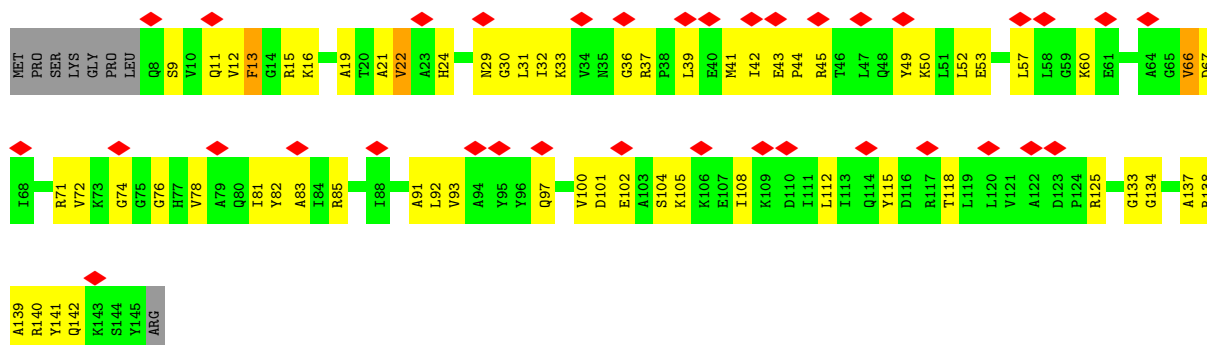 MET PRO SER LYS GLY PRO LEU Q8 S9 V10 Q11 V12 F13 G14 R15 K16 A19 T20 A21 V22 A23 H24 N29 G30 L31 I32 K33 V34 N35 G36 R37 P38 L39 E40 M41 I42 E43 P44 R45 T46 L47 Q48 Y49 K50 L51 L52 E53 L57 L58 G59 K60 E61 A64 G65 V66 D67
I68 R71 V72 K73 G74 G75 G76 H77 V78 A79 Q80 I81 Y82 A83 I84 R85 I88 A91 L92 V93 A94 Y95 Y96 Q97 V100 D101 E102 A103 S104 K105 K106 E107 I108 K109 D110 I111 L112 I113 Q114 Y115 D116 R117 T118 L119 L120 V121 A122 D123 P124 R125 G133 G134 A137 R138
A139 R140 Y141 Q142 K143 S144 Y145 ARG